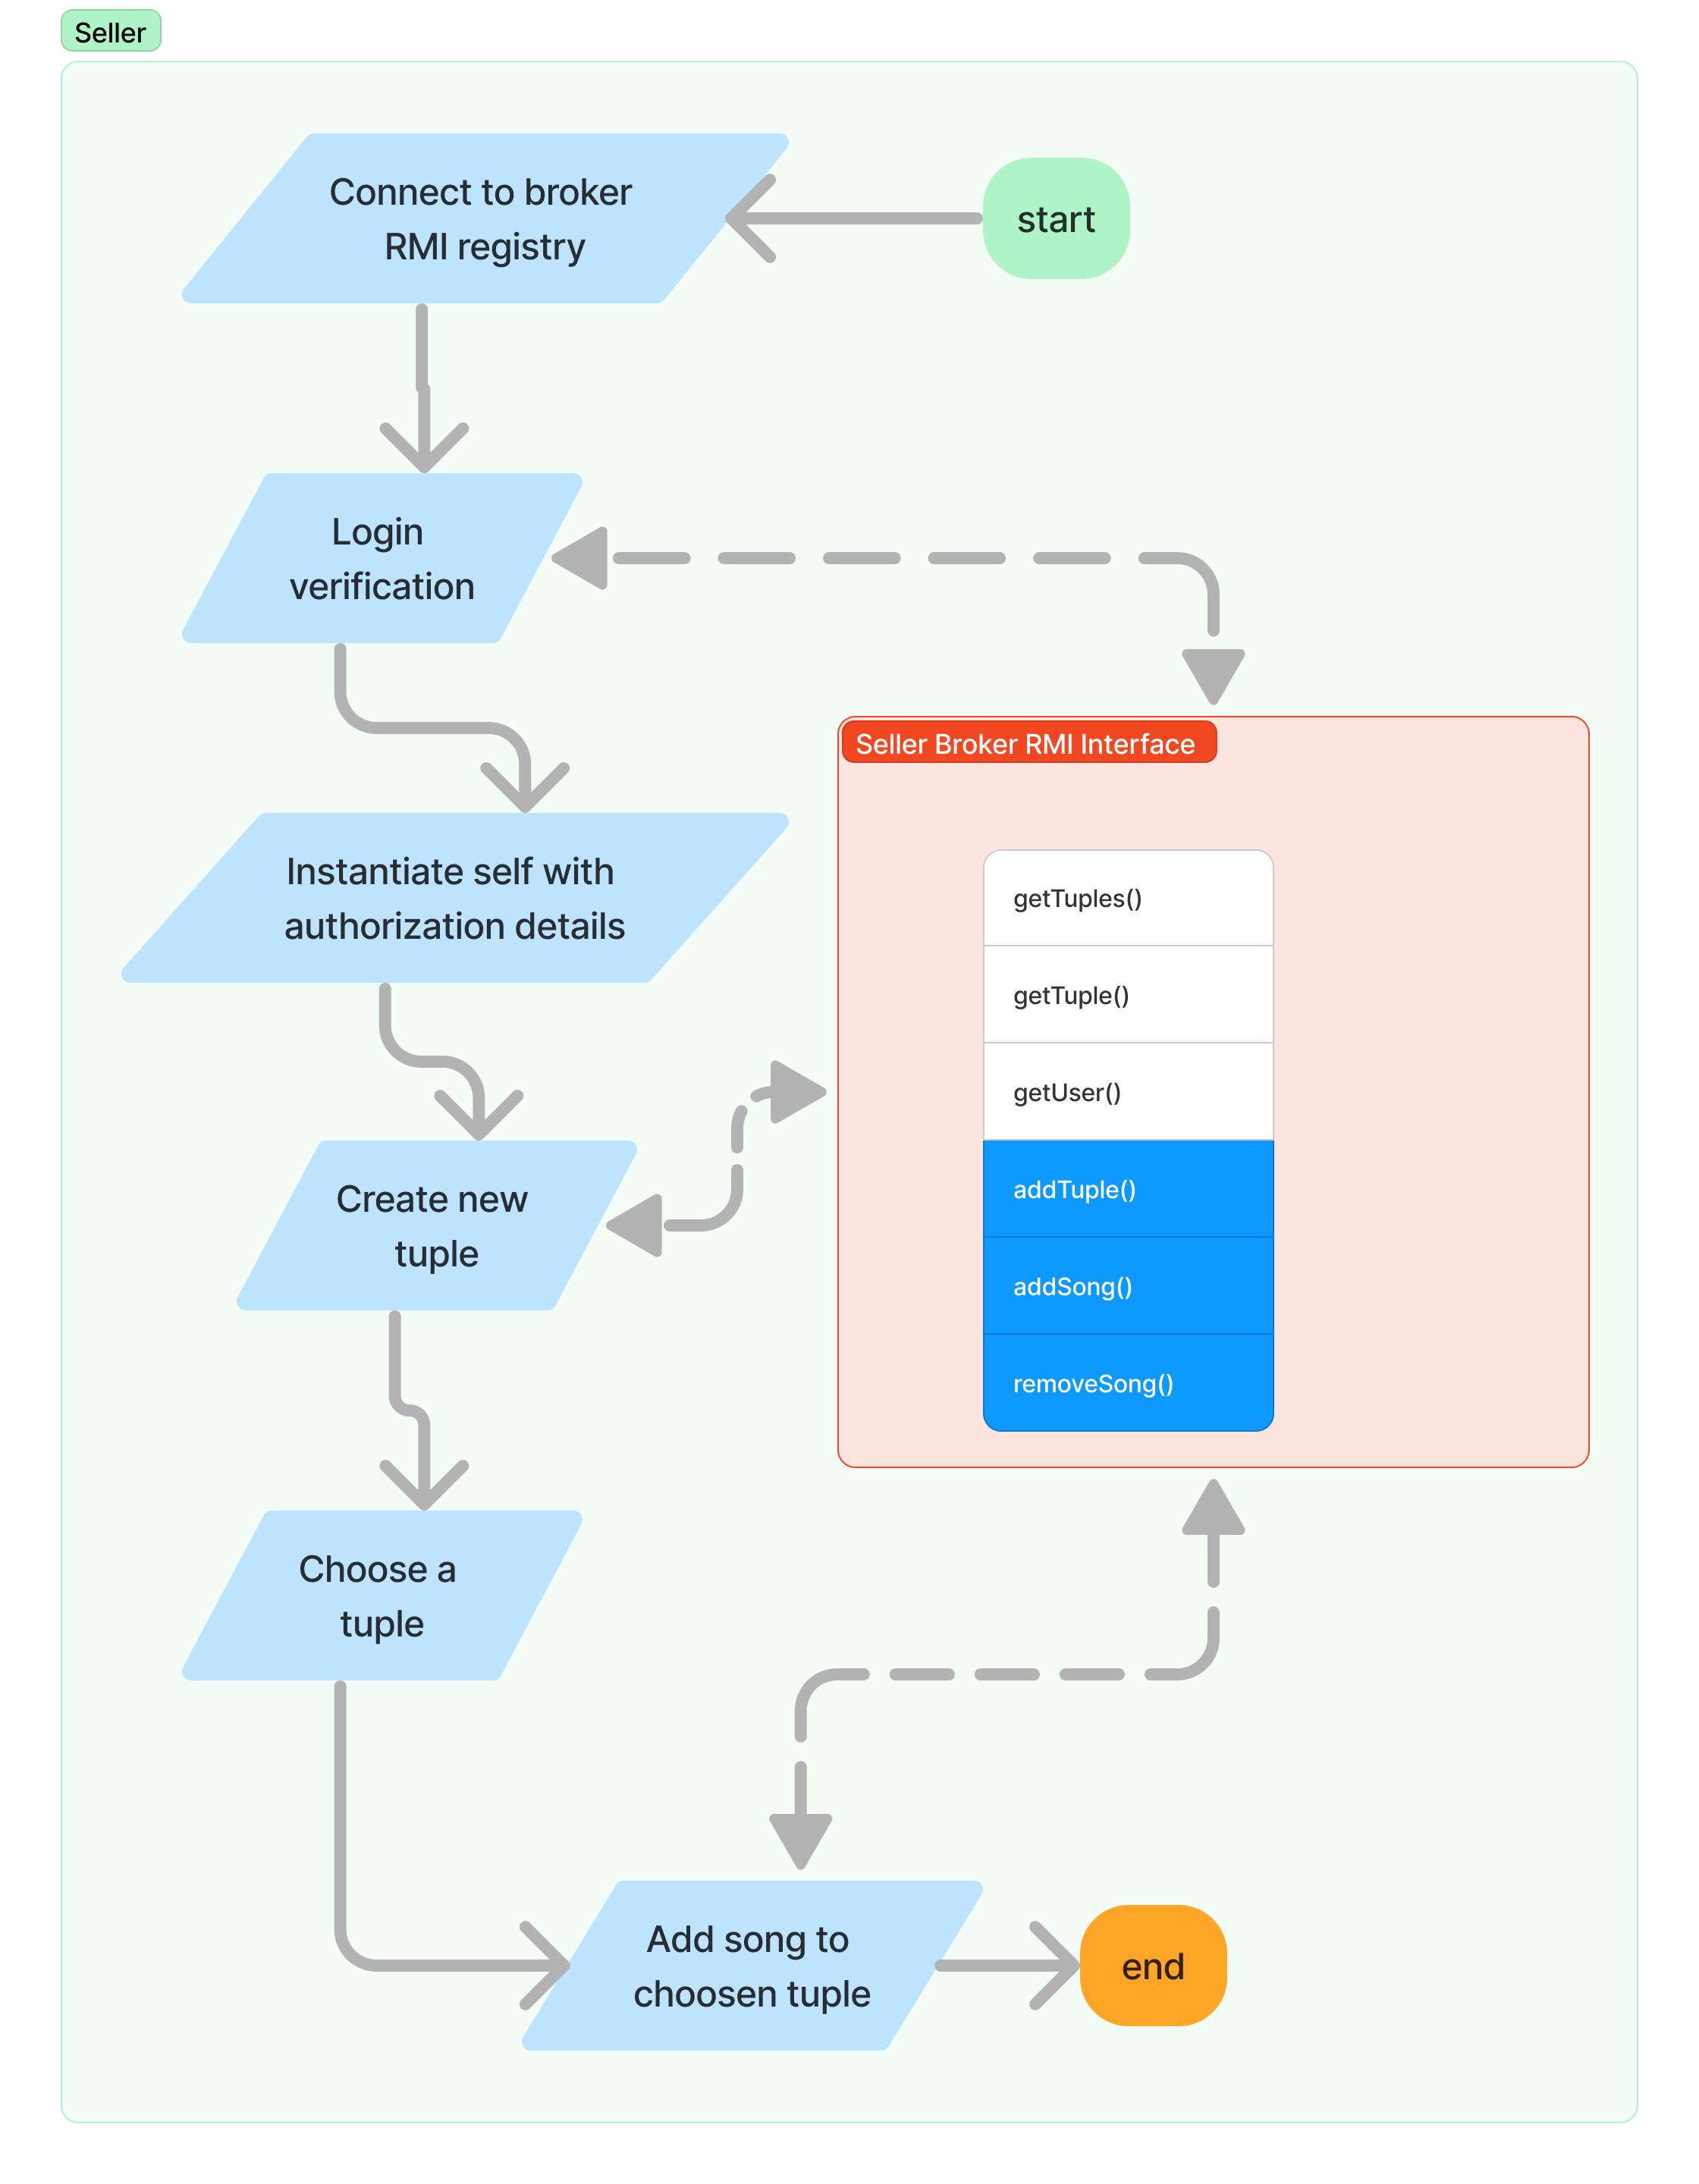 Seller
Connect to broker
RMI registry
start
Login
verification
Instantiate self with
authorization details
Create new
tuple
Choose a
tuple
Add song to
choosen tuple
end
Seller Broker RMI Interface
getTuples()
getTuple()
getUser()
addTuple()
addSong()
removeSong()